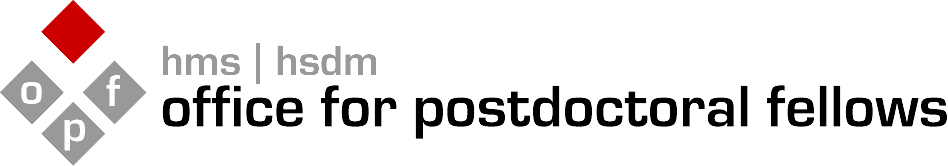 hms | hsdm
office for postdoctoral fellows
o f
p